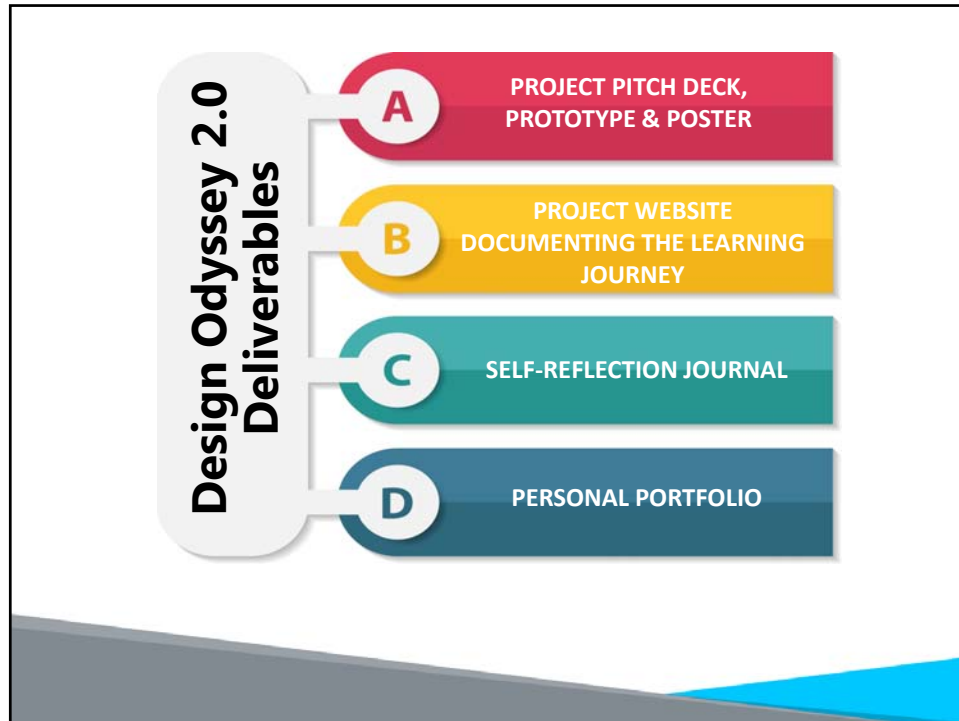 Design Odyssey 2.0
Deliverables
A
PROJECT PITCH DECK,
PROTOTYPE & POSTER
B
PROJECT WEBSITE
DOCUMENTING THE LEARNING
JOURNEY
C
SELF-REFLECTION JOURNAL
D
PERSONAL PORTFOLIO